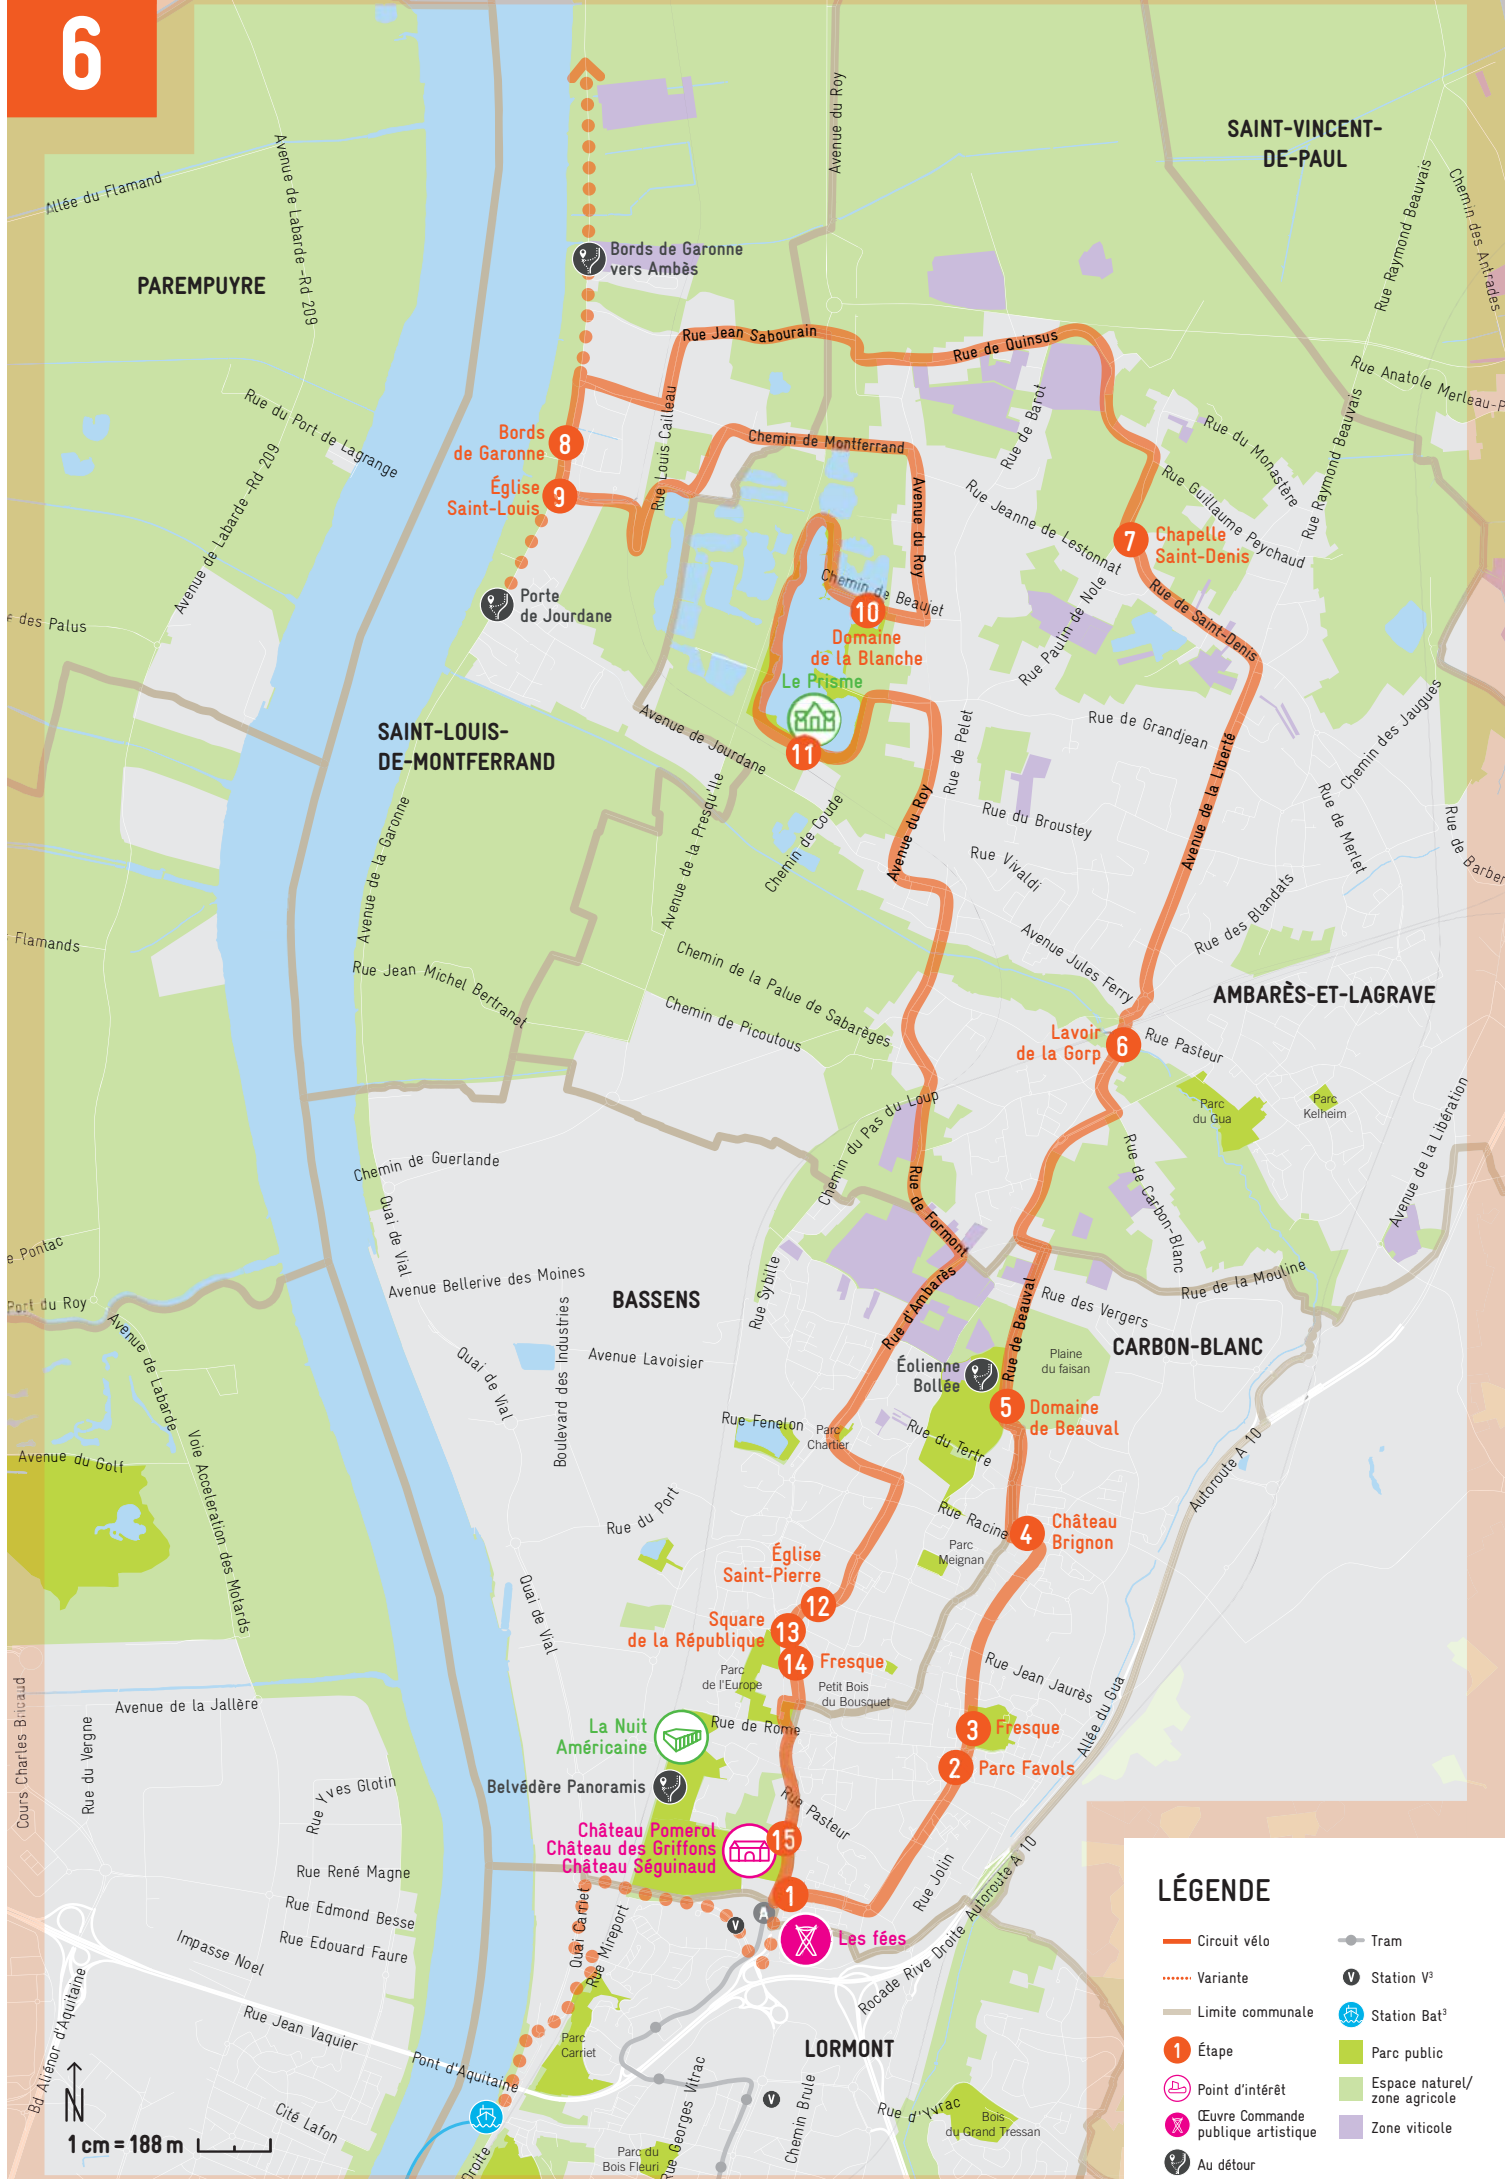 6
SAINT-VINCENT-
DE-PAUL
Avenue du Roy
Allée du Flamand
Avenue de Labarde -Rd 209
Rue Raymond Beauvais
Chemin des Antrades
PAREMPUYRE
Bords de Garonne
vers Ambès
Rue Jean Sabourain
Rue de Quinsus
Rue Anatole Merleau-P
Rue du Port de Lagrange
Rue Louis Cailleau
Rue de Barot
Rue du Monastère
Rue Raymond Beauvais
Bords
de Garonne
8
Chemin de Montferrand
Avenue de Labarde -Rd 209
Église
Saint-Louis
9
Avenue du Roy
Rue Jeanne de Lestonnat
Rue Guillaume Peychaud
7
Chapelle
Saint-Denis
Porte
de Jourdane
Chemin de Beaujet
10
Domaine
de la Blanche
Rue Paulin de Nole
Rue de Saint-Denis
des Palus
Le Prisme
11
SAINT-LOUIS-
DE-MONTFERRAND
Avenue de Jourdane
Rue de Pelet
Rue de Grandjean
Chemin des Jaugues
Avenue de la Liberté
Avenue de la Presqu'Ile
Chemin de Coude
Avenue du Roy
Rue du Broustey
Rue de Merlet
Rue de Barber
Avenue de la Garonne
Rue Vivaldi
Rue des Blandats
Flamands
Avenue Jules Ferry
Rue Jean Michel Bertranet
Chemin de la Palue de Sabarèges
Chemin de Picoutous
AMBARÈS-ET-LAGRAVE
Lavoir
de la Gorp
6
Rue Pasteur
Parc
du Gua
Parc
Kelheim
Avenue de la Libération
Chemin du Pas du Loup
Chemin de Guerlande
Quai de Vial
Rue de Formont
Rue de Carbon-Blanc
e Pontac
Port du Roy
Avenue Bellerive des Moines
BASSENS
Rue Sybille
Rue d'Ambarès
Rue de Beauval
Rue de la Mouline
Rue des Vergers
CARBON-BLANC
Avenue de Labarde
Boulevard des Industries
Avenue Lavoisier
Quai de Vial
Éolienne
Bollée
Plaine
du faisan
5
Domaine
de Beauval
Rue Fenelon
Parc
Chartier
Rue du Tertre
Avenue du Golf
Voie Acceleration des Motards
Autoroute A 10
Rue du Port
Rue Racine
4
Château
Brignon
Parc
Meignan
Église
Saint-Pierre
12
Quai de Vial
Square
de la République
13
14
Fresque
Parc
de l'Europe
Petit Bois
du Bousquet
Rue Jean Jaurès
Allée du Gua
Cours Charles Bricaud
Avenue de la Jallère
Rue du Vergne
La Nuit
Américaine
Rue de Rome
3
Fresque
2
Parc Favols
Belvédère Panoramis
Rue Yves Glotin
Rue Pasteur
Château Pomerol
Château des Griffons
Château Séguinaud
15
Rue Jolin
Rue René Magne
1
A
V
Les fées
Rue Edmond Besse
Rue Edouard Faure
Impasse Noel
Quai Carriet
Rue Mireport
Rocade Rive Droite Autoroute A 10
Bd Aliénor d'Aquitaine
Rue Jean Vaquier
Parc
Carriet
LORMONT
Pont d'Aquitaine
N
Rue Georges Vitrac
V
Chemin Brule
Rue d'Yvrac
Bois
du Grand Tressan
Cité Lafon
1 cm = 188 m
Droite
Parc du
Bois Fleuri
LÉGENDE
Circuit vélo
Variante
Limite communale
1
Étape
Point d'intérêt
Œuvre Commande
publique artistique
Au détour
Tram
V
Station V³
Station Bat³
Parc public
Espace naturel/
zone agricole
Zone viticole